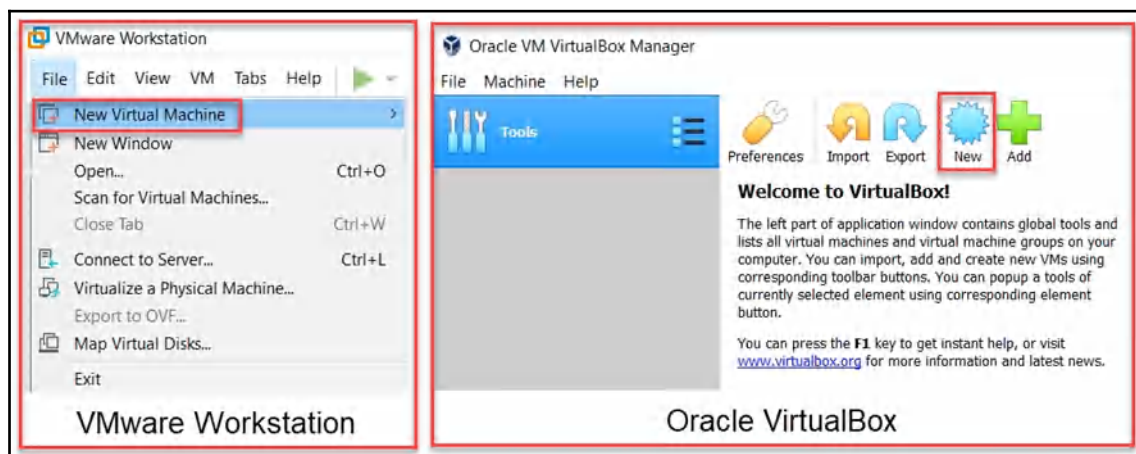 VMware Workstation
File Edit View VM Tabs Help
New Virtual Machine
New Window
Open... Ctrl+O
Scan for Virtual Machines...
Close Tab Ctrl+W
Connect to Server... Ctrl+L
Virtualize a Physical Machine...
Export to OVF...
Map Virtual Disks...
Exit
VMware Workstation
Oracle VM VirtualBox Manager
File Machine Help
Tools
Preferences Import Export New Add
Welcome to VirtualBox!
The left part of application window contains global tools and
lists all virtual machines and virtual machine groups on your
computer. You can import, add and create new VMs using
corresponding toolbar buttons. You can popup a tools of
currently selected element using corresponding element
button.
You can press the F1 key to get instant help, or visit
www.virtualbox.org for more information and latest news.
Oracle VirtualBox